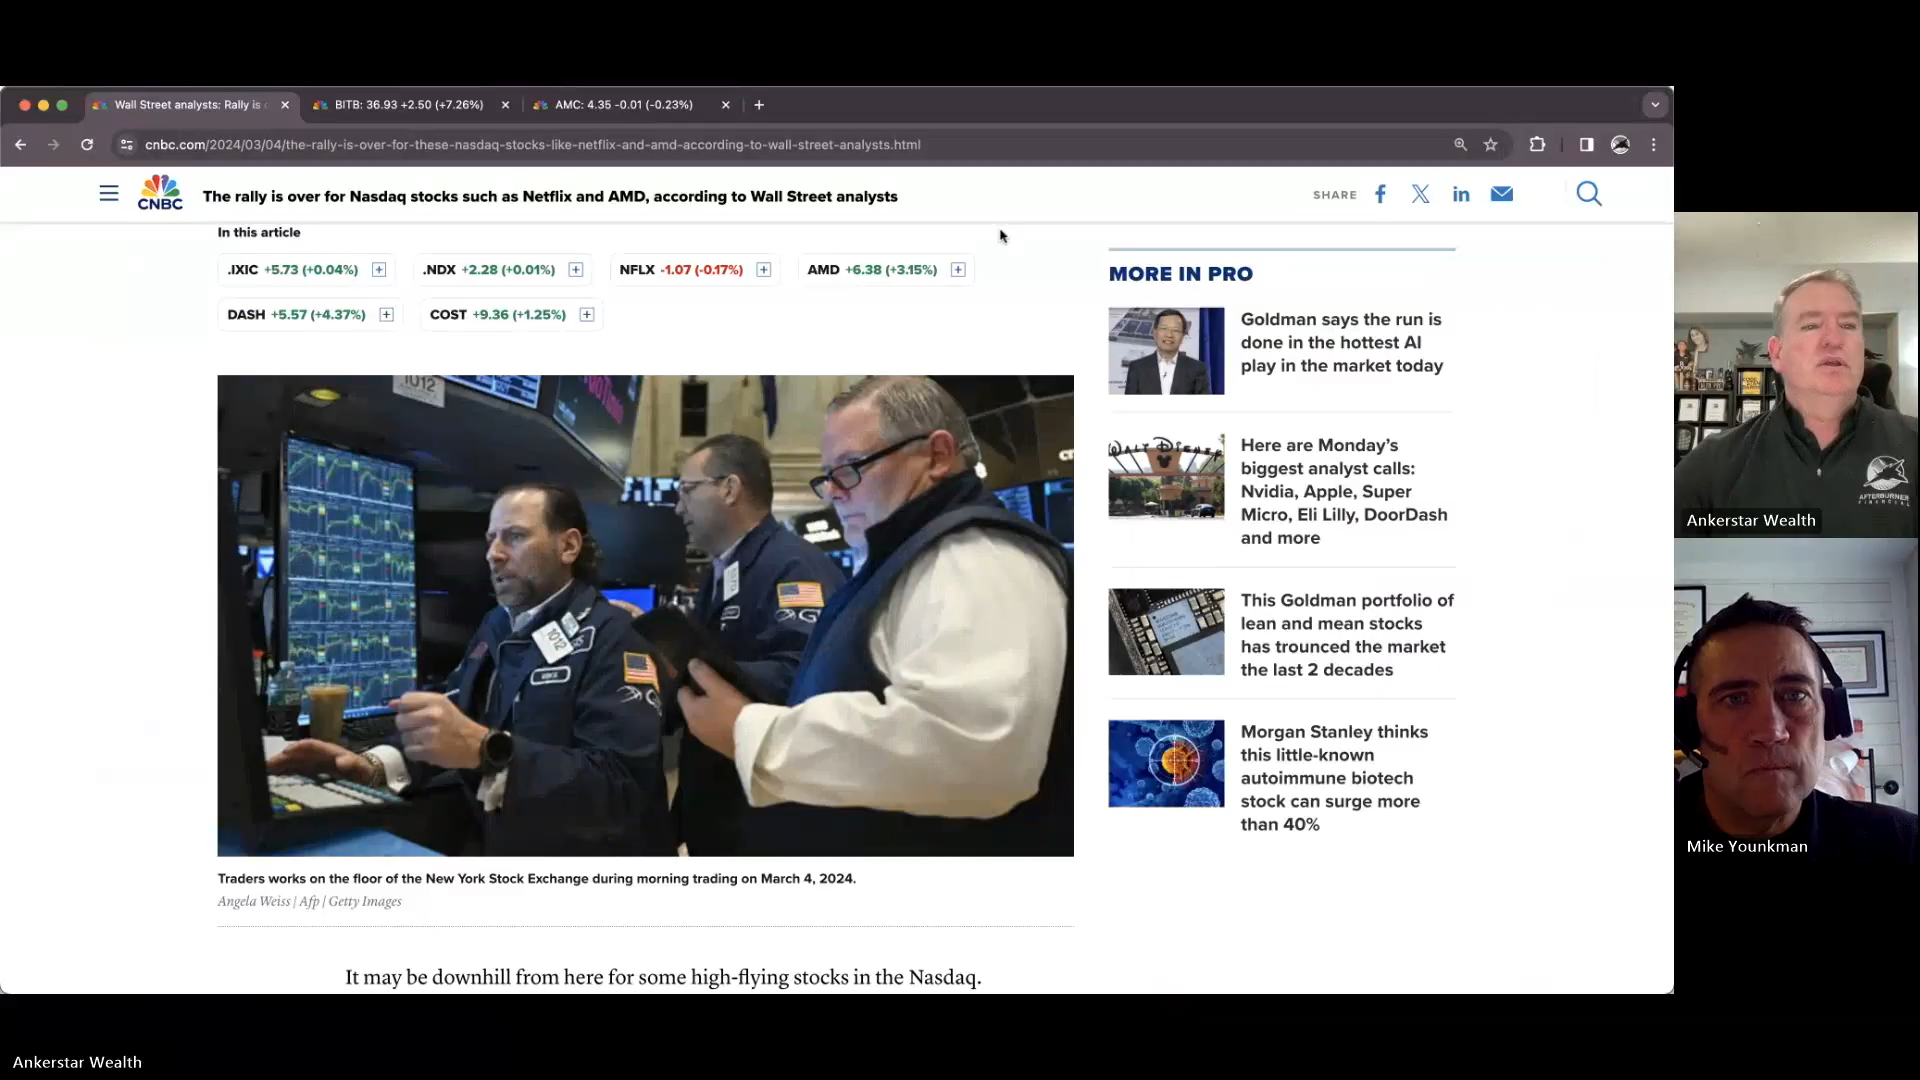 Wall Street analysts: Rally is
BITB: 36.93 +2.50 (+7.26%)
AMC: 4.35 -0.01 (-0.23%)
cnbc.com/2024/03/04/the-rally-is-over-for-these-nasdaq-stocks-like-netflix-and-amd-according-to-wall-street-analysts.html
CNBC
The rally is over for Nasdaq stocks such as Netflix and AMD, according to Wall Street analysts
SHARE
In this article
.IXIC +5.73 (+0.04%)
.NDX +2.28 (+0.01%)
NFLX -1.07 (-0.17%)
AMD +6.38 (+3.15%)
DASH +5.57 (+4.37%)
COST +9.36 (+1.25%)
1012
1012
Traders works on the floor of the New York Stock Exchange during morning trading on March 4, 2024.
Angela Weiss | Afp | Getty Images
It may be downhill from here for some high-flying stocks in the Nasdaq.
MORE IN PRO
Goldman says the run is
done in the hottest AI
play in the market today
WALT DISNEY
Here are Monday's
biggest analyst calls:
Nvidia, Apple, Super
Micro, Eli Lilly, DoorDash
and more
This Goldman portfolio of
lean and mean stocks
has trounced the market
the last 2 decades
Morgan Stanley thinks
this little-known
autoimmune biotech
stock can surge more
than 40%
AFTERBURNER
FINANCIAL
Ankerstar Wealth
Mike Younkman
Ankerstar Wealth